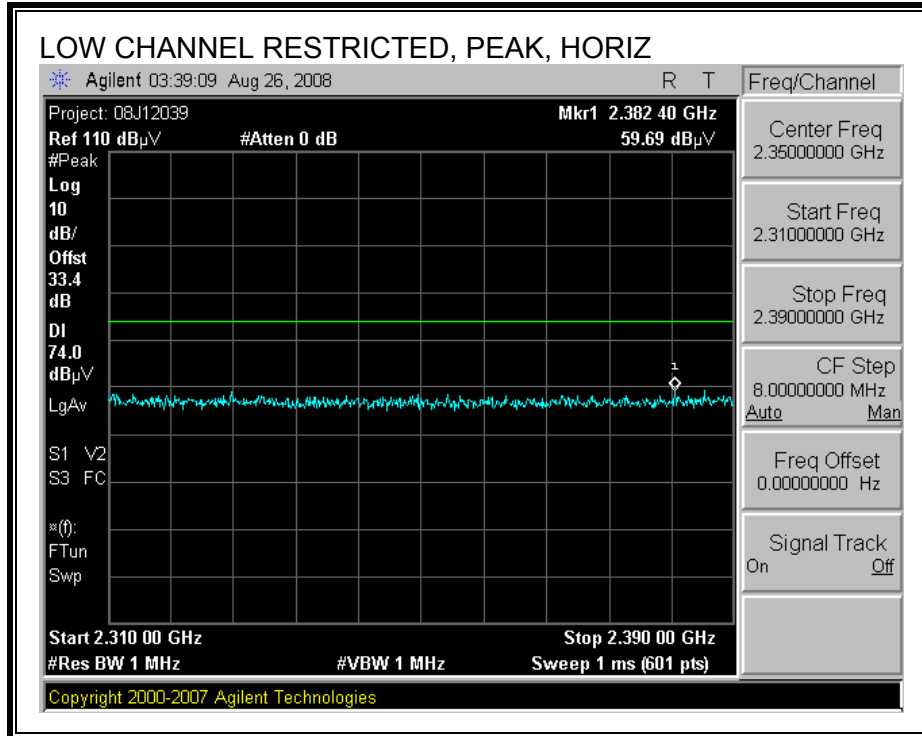 LOW CHANNEL RESTRICTED, PEAK, HORIZ
Agilent 03:39:09 Aug 26, 2008 R T
Project: 08J12039 Mkr1 2.382 40 GHz
Ref 110 dBµV #Atten 0 dB 59.69 dBµV
#Peak
Log
10
dB/
Offst
33.4
dB
DI
74.0
dBµV
LgAv
S1 V2
S3 FC
¤(f):
FTun
Swp
1
Start 2.310 00 GHz Stop 2.390 00 GHz
#Res BW 1 MHz #VBW 1 MHz Sweep 1 ms (601 pts)
Copyright 2000-2007 Agilent Technologies
Freq/Channel
Center Freq
2.35000000 GHz
Start Freq
2.31000000 GHz
Stop Freq
2.39000000 GHz
CF Step
8.00000000 MHz
Auto Man
Freq Offset
0.00000000 Hz
Signal Track
On Off